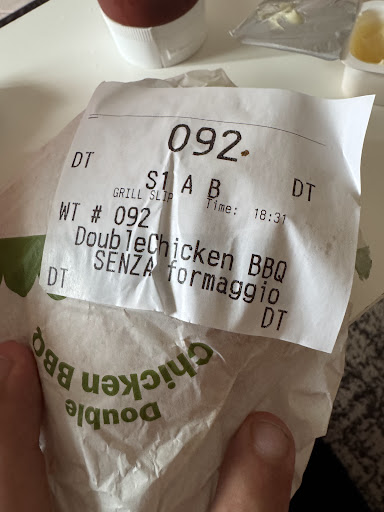 092
DT
S1 A B
DT
GRILL SLIP Time: 18:31
WT # 092
DoubleChicken BBQ
SENZA formaggio
DT
DT
Double
Chicken BBQ